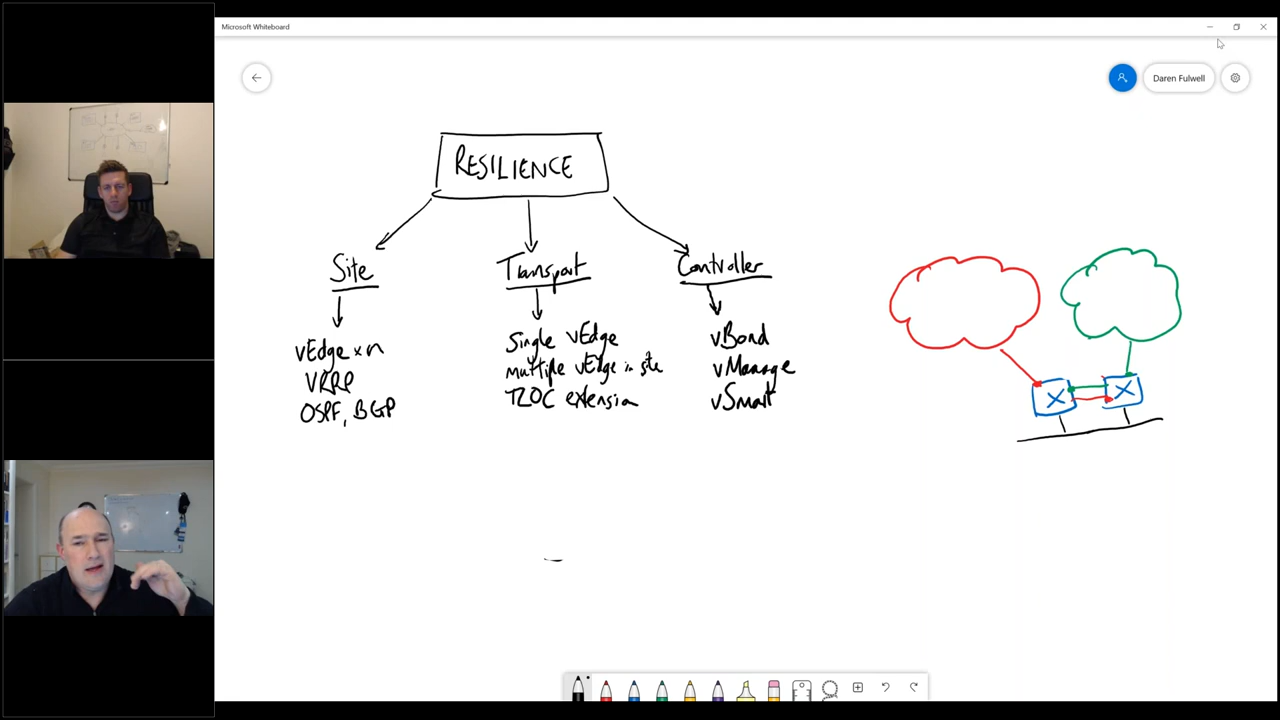 Microsoft Whiteboard
Daren Fulwell
RESILIENCE
Site
Transport
Controller
vEdge x n
VRRP
OSPF, BGP
Single vEdge
multiple vEdge in site
TLOC extension
vBond
vManage
vSmart
X X